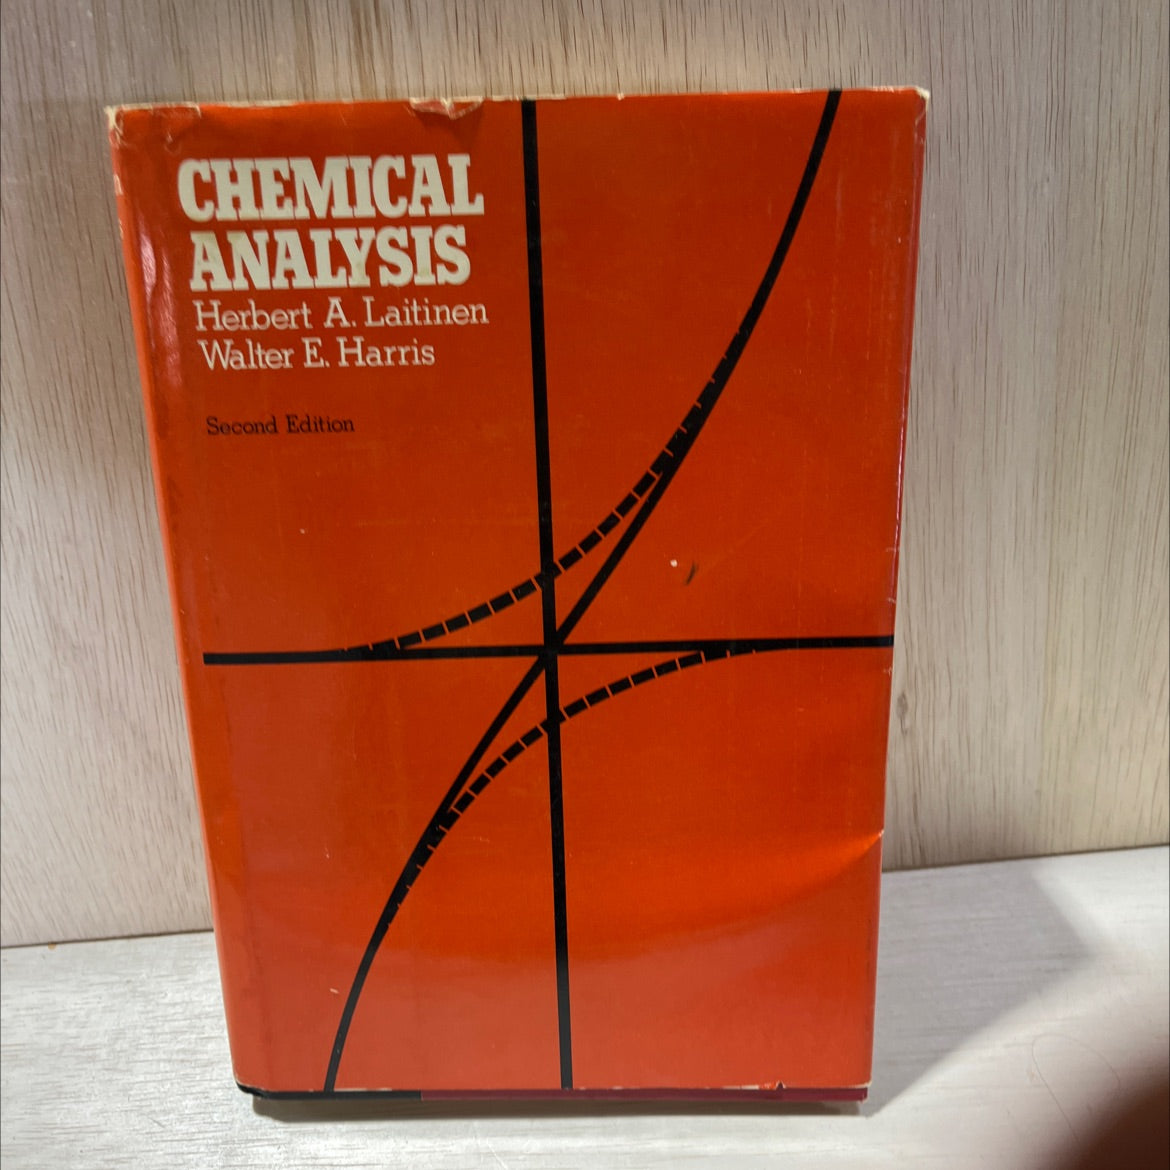 CHEMICAL
ANALYSIS
Herbert A. Laitinen
Walter E. Harris
Second Edition